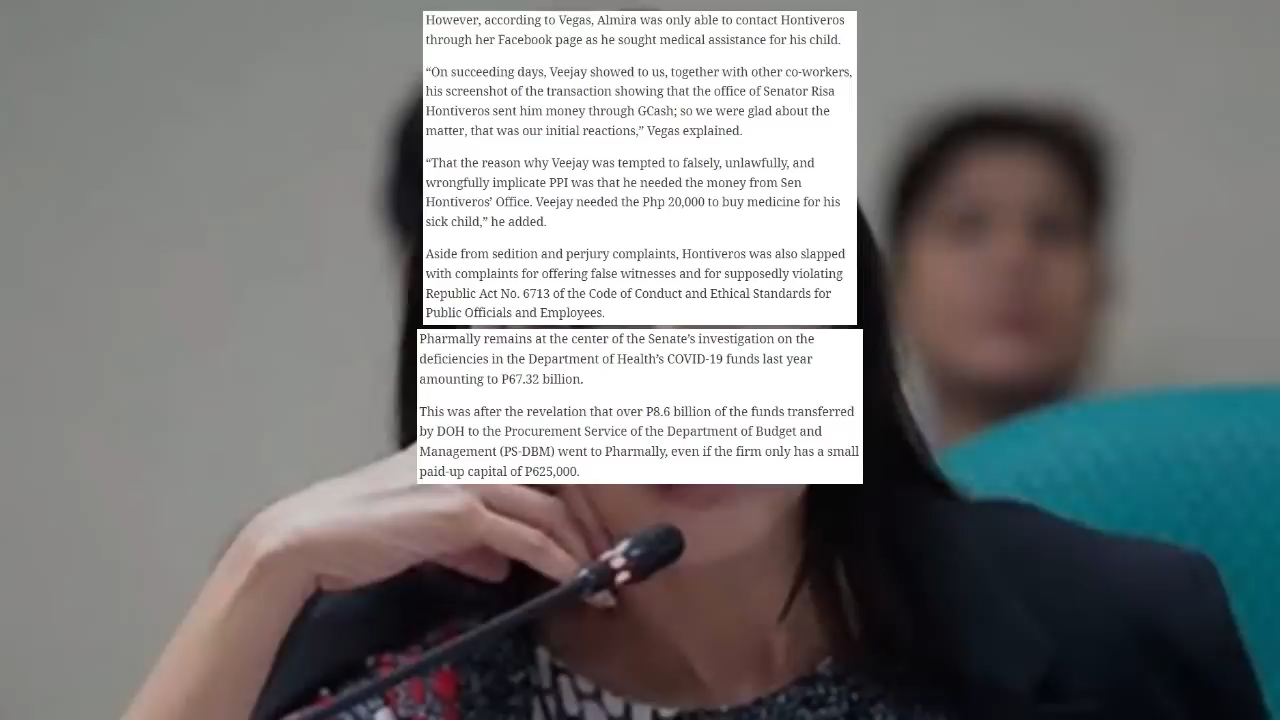 However, according to Vegas, Almira was only able to contact Hontiveros
through her Facebook page as he sought medical assistance for his child.
“On succeeding days, Veejay showed to us, together with other co-workers,
his screenshot of the transaction showing that the office of Senator Risa
Hontiveros sent him money through GCash; so we were glad about the
matter, that was our initial reactions,” Vegas explained.
“That the reason why Veejay was tempted to falsely, unlawfully, and
wrongfully implicate PPI was that he needed the money from Sen
Hontiveros’ Office. Veejay needed the Php 20,000 to buy medicine for his
sick child,” he added.
Aside from sedition and perjury complaints, Hontiveros was also slapped
with complaints for offering false witnesses and for supposedly violating
Republic Act No. 6713 of the Code of Conduct and Ethical Standards for
Public Officials and Employees.
Pharmally remains at the center of the Senate’s investigation on the
deficiencies in the Department of Health’s COVID-19 funds last year
amounting to P67.32 billion.
This was after the revelation that over P8.6 billion of the funds transferred
by DOH to the Procurement Service of the Department of Budget and
Management (PS-DBM) went to Pharmally, even if the firm only has a small
paid-up capital of P625,000.